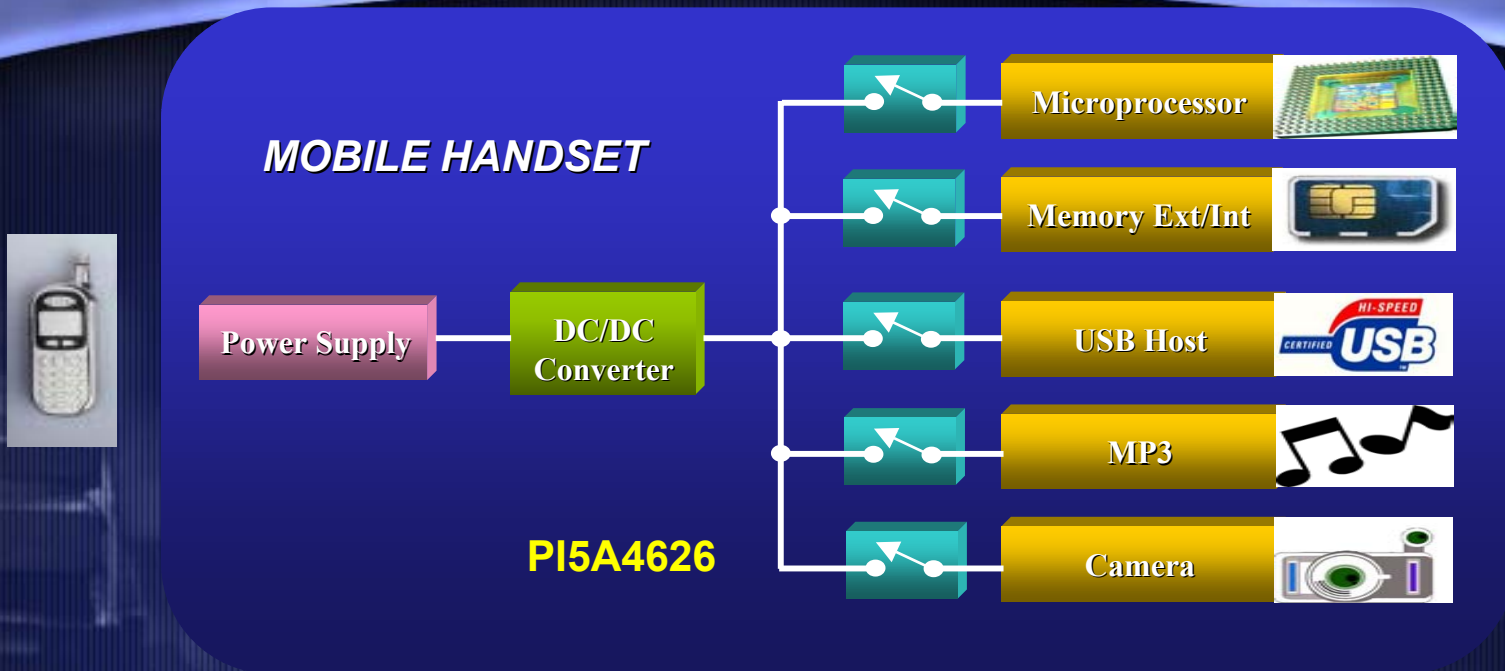 MOBILE HANDSET
Power Supply
DC/DC
Converter
PI5A4626
Microprocessor
Memory Ext/Int
USB Host
HI-SPEED
CERTIFIED USB
MP3
Camera